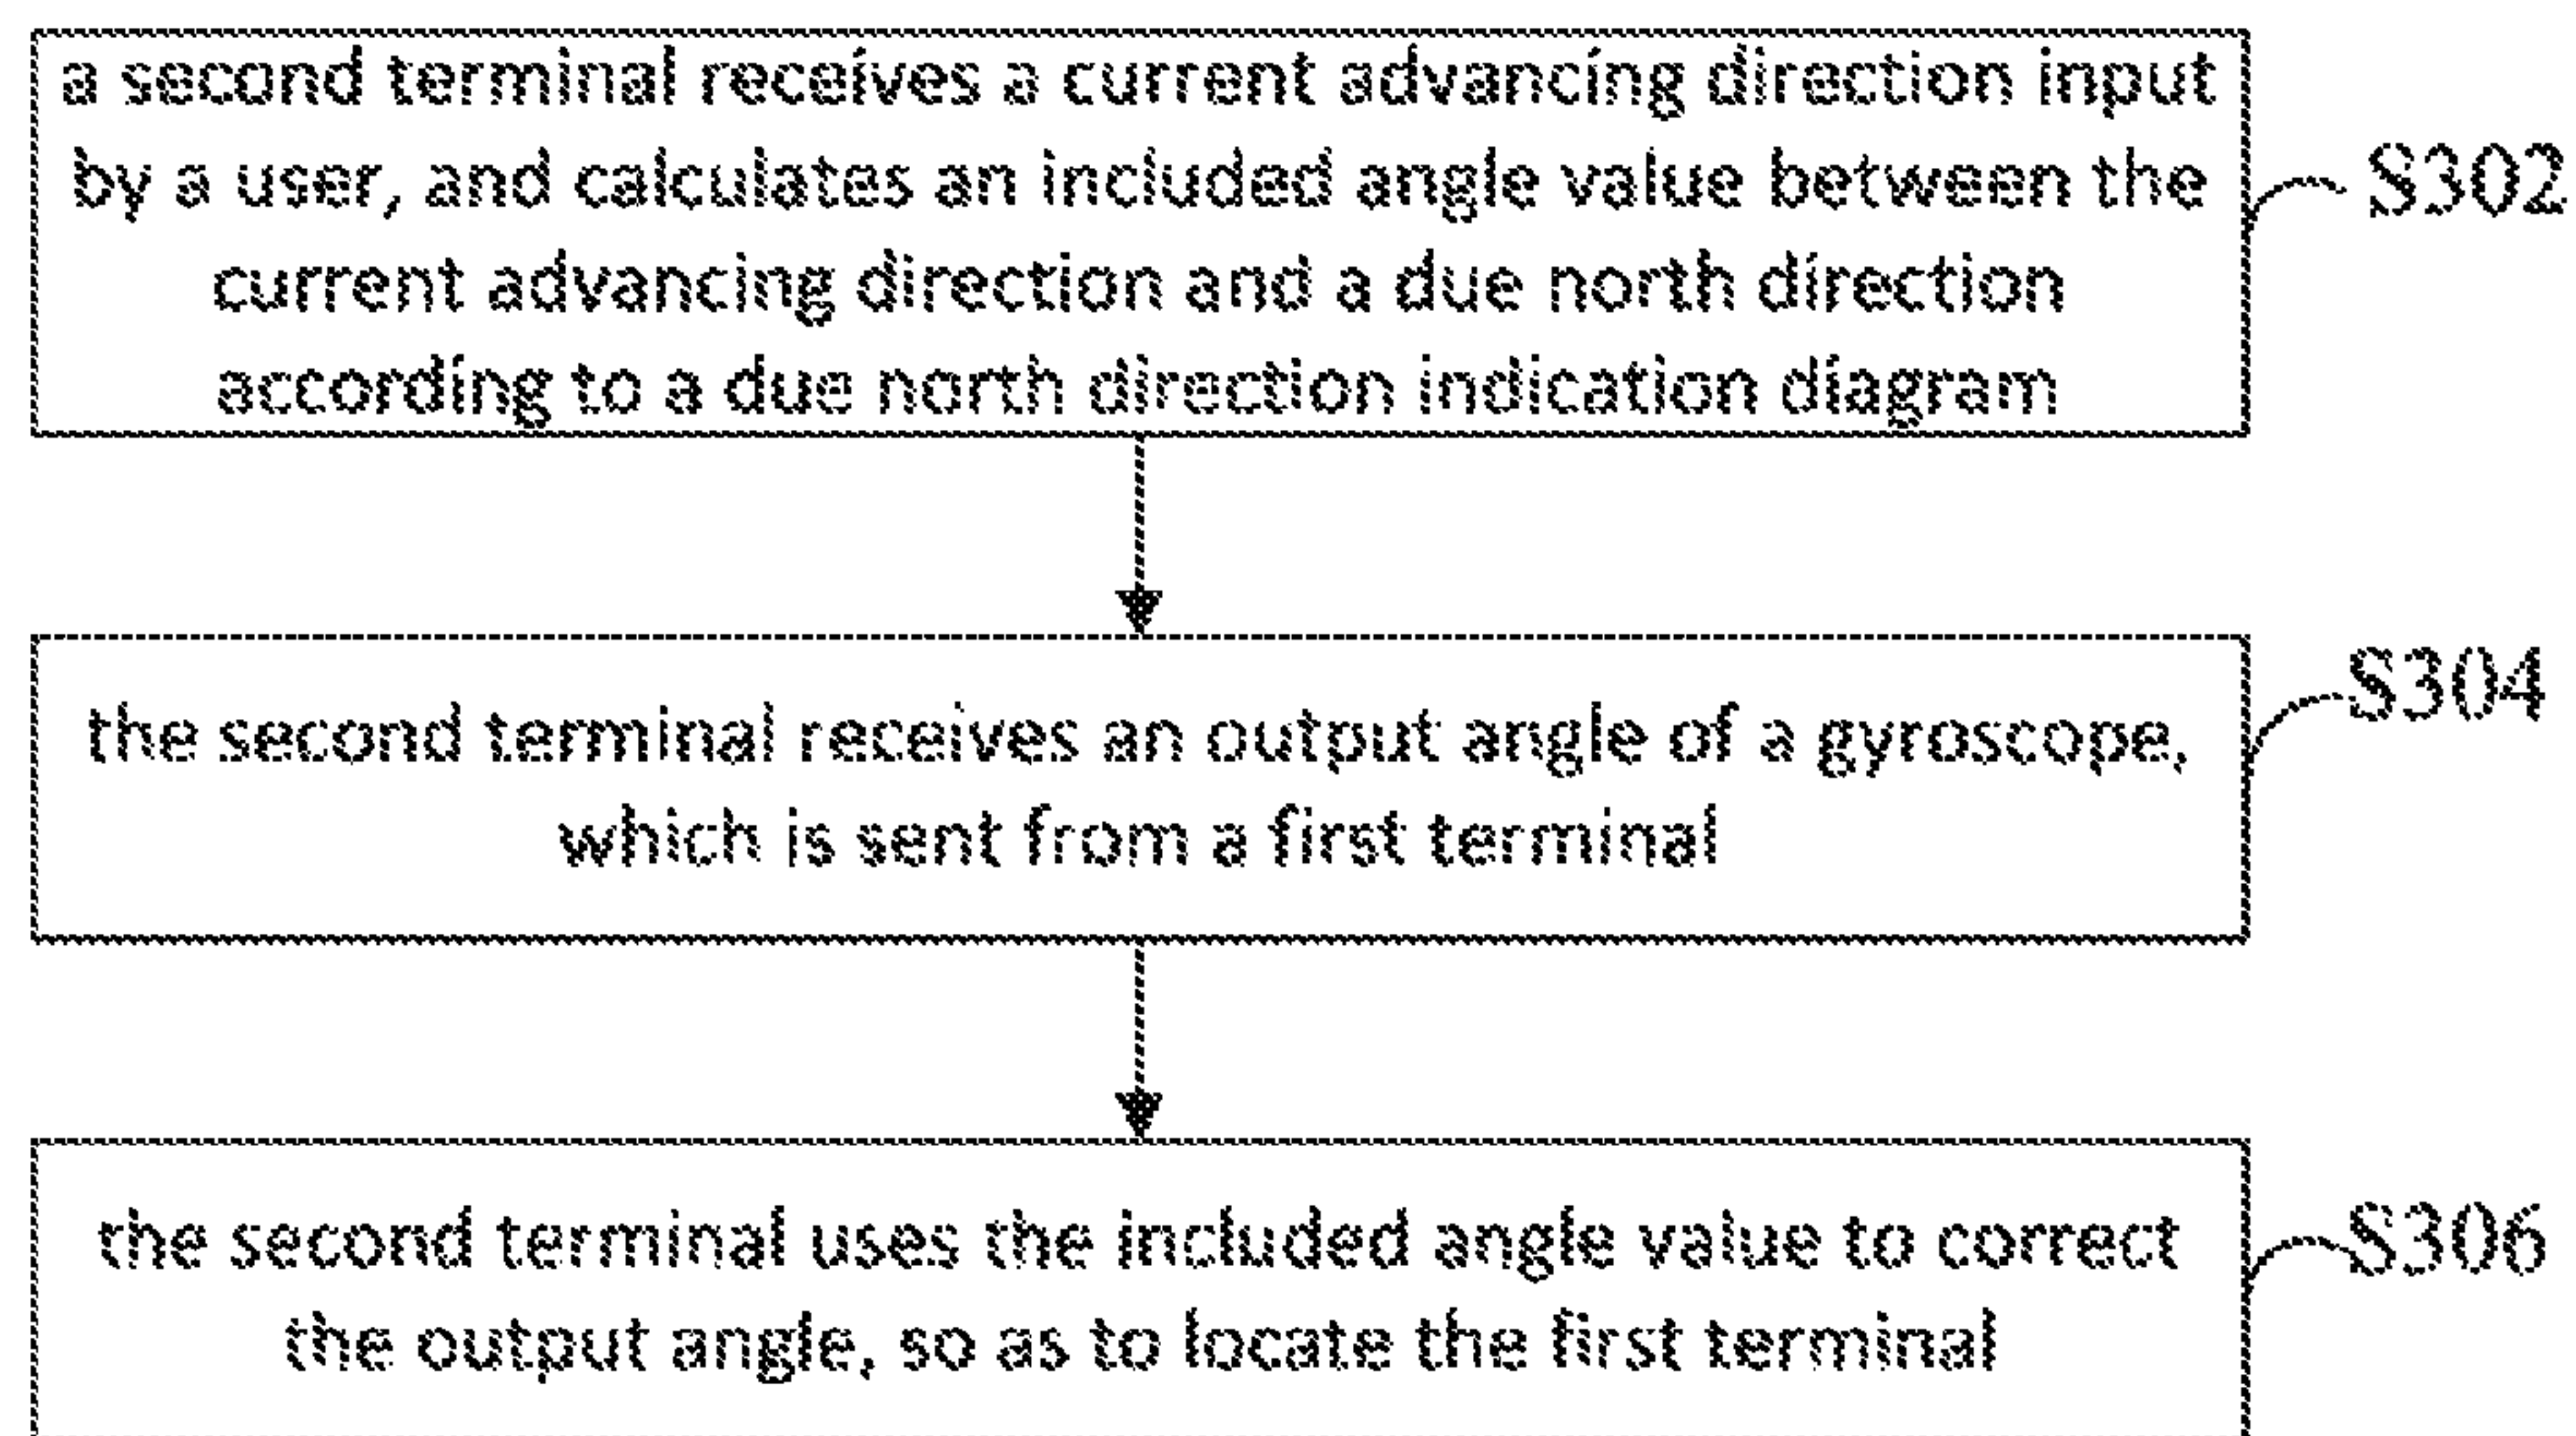 a second terminal receives a current advancing direction input
by a user, and calculates an included angle value between the
current advancing direction and a due north direction
according to a due north direction indication diagram
S302
the second terminal receives an output angle of a gyroscope,
which is sent from a first terminal
S304
the second terminal uses the included angle value to correct
the output angle, so as to locate the first terminal
S306